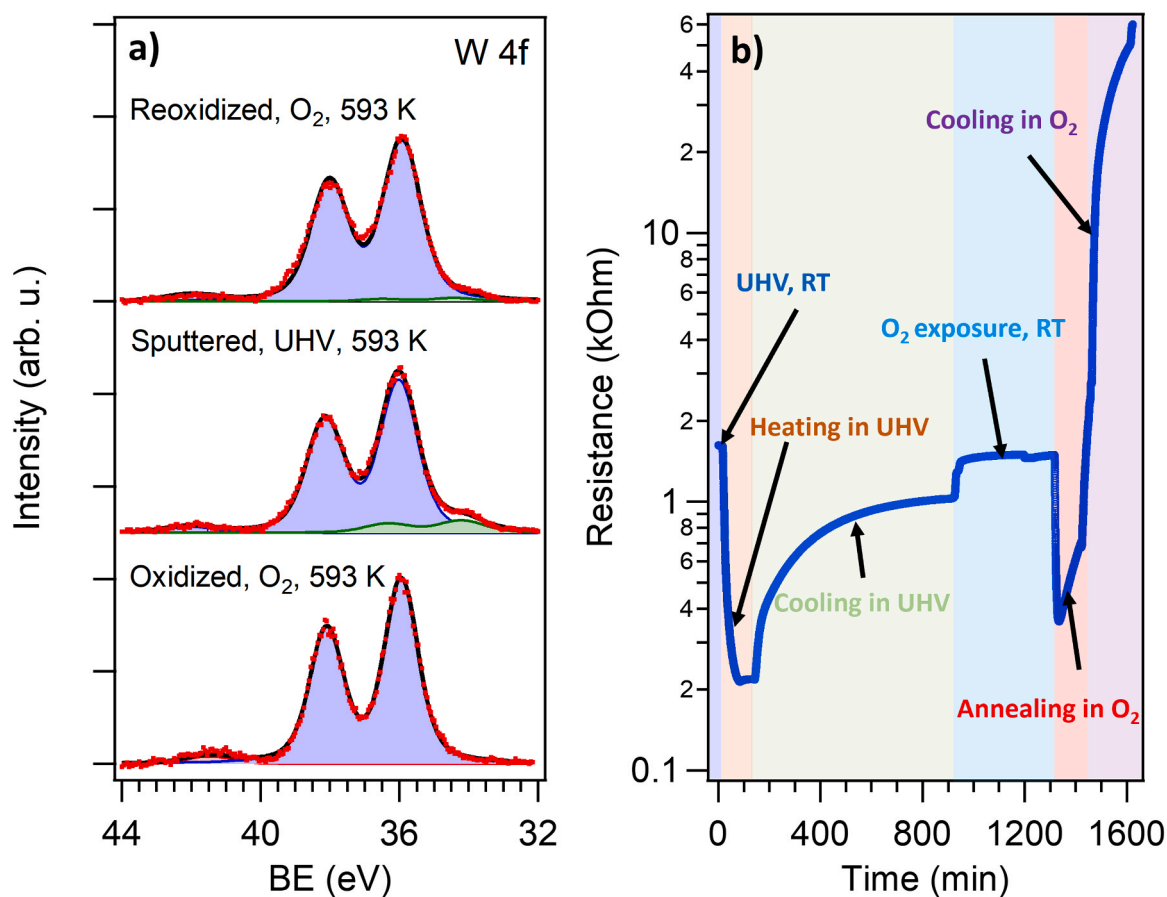 a)
W 4f
Reoxidized, O₂, 593 K
Sputtered, UHV, 593 K
Oxidized, O₂, 593 K
Intensity (arb. u.)
44
40
36
32
BE (eV)
b)
6
4
2
10
8
6
4
2
1
8
6
4
2
0.1
Resistance (kOhm)
Cooling in O₂
UHV, RT
O₂ exposure, RT
Heating in UHV
Cooling in UHV
Annealing in O₂
0
400
800
1200
1600
Time (min)